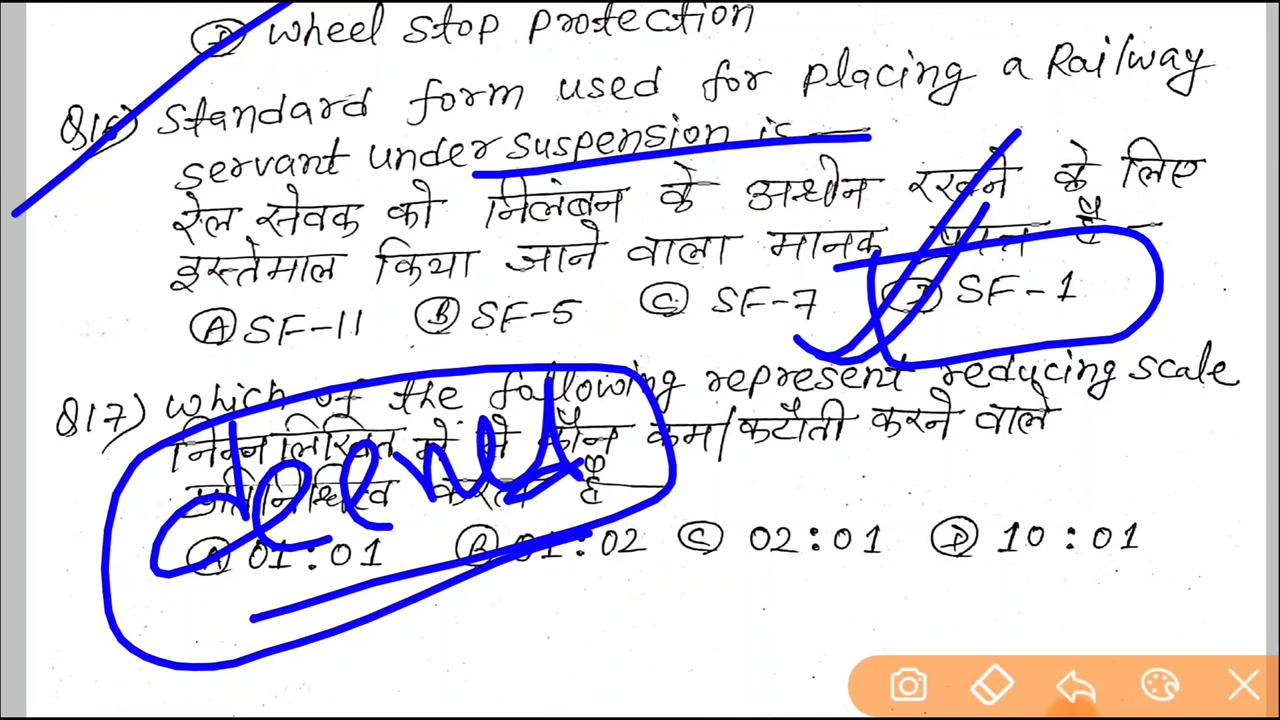 (D) Wheel stop protection
Q16) Standard form used for placing a Railway
servant under suspension is —
रेल सेवक को निलंबन के अधीन रखने के लिए
इस्तेमाल किया जाने वाला मानक है —
(A) SF-11 (B) SF-5 (C) SF-7 (D) SF-1
Q17) which of the following represent reducing scale
निम्नलिखित में से कौन कम/कटौती करने वाले
है —
deemed
(A) 01:01 (B) 01:02 (C) 02:01 (D) 10:01